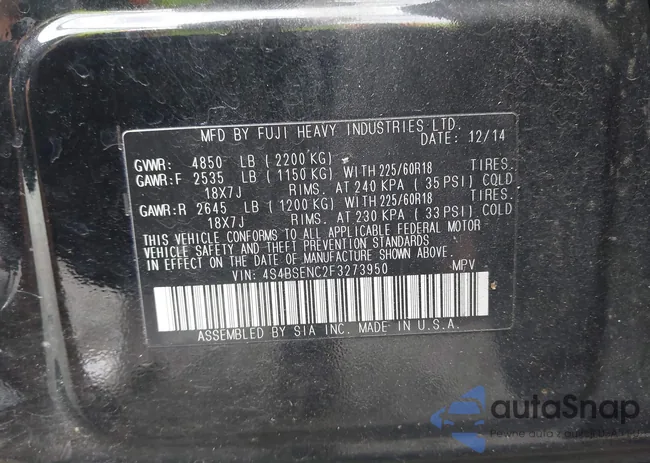 MFD BY FUJI HEAVY INDUSTRIES LTD.
DATE: 12/14
GVWR: 4850 LB (2200 KG)
GAWR:F 2535 LB (1150 KG) WITH 225/60R18 TIRES,
18X7J RIMS, AT 240 KPA (35 PSI) COLD
GAWR:R 2645 LB (1200 KG) WITH 225/60R18 TIRES,
18X7J RIMS, AT 230 KPA (33 PSI) COLD
THIS VEHICLE CONFORMS TO ALL APPLICABLE FEDERAL MOTOR
VEHICLE SAFETY AND THEFT PREVENTION STANDARDS
IN EFFECT ON THE DATE OF MANUFACTURE SHOWN ABOVE.
VIN: 4S4BSENC2F3273950 MPV
ASSEMBLED BY SIA INC. MADE IN U.S.A.
autaSnap
Pewne auta z